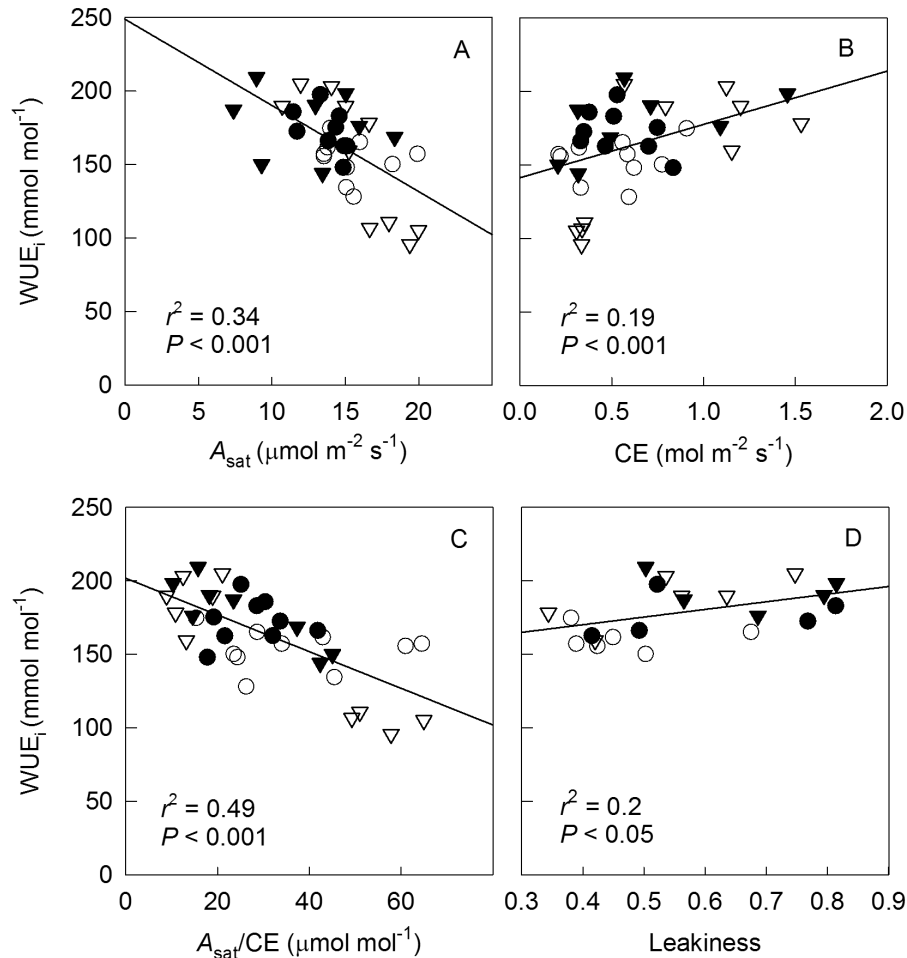 250
200
150
100
50
0
WUEi (mmol mol-1)
A
r2 = 0.34
P < 0.001
0 5 10 15 20
Asat (μmol m-2 s-1)
B
r2 = 0.19
P < 0.001
0.0 0.5 1.0 1.5 2.0
CE (mol m-2 s-1)
250
200
150
100
50
0
WUEi (mmol mol-1)
C
r2 = 0.49
P < 0.001
0 20 40 60
Asat/CE (μmol mol-1)
D
r2 = 0.2
P < 0.05
0.3 0.4 0.5 0.6 0.7 0.8 0.9
Leakiness